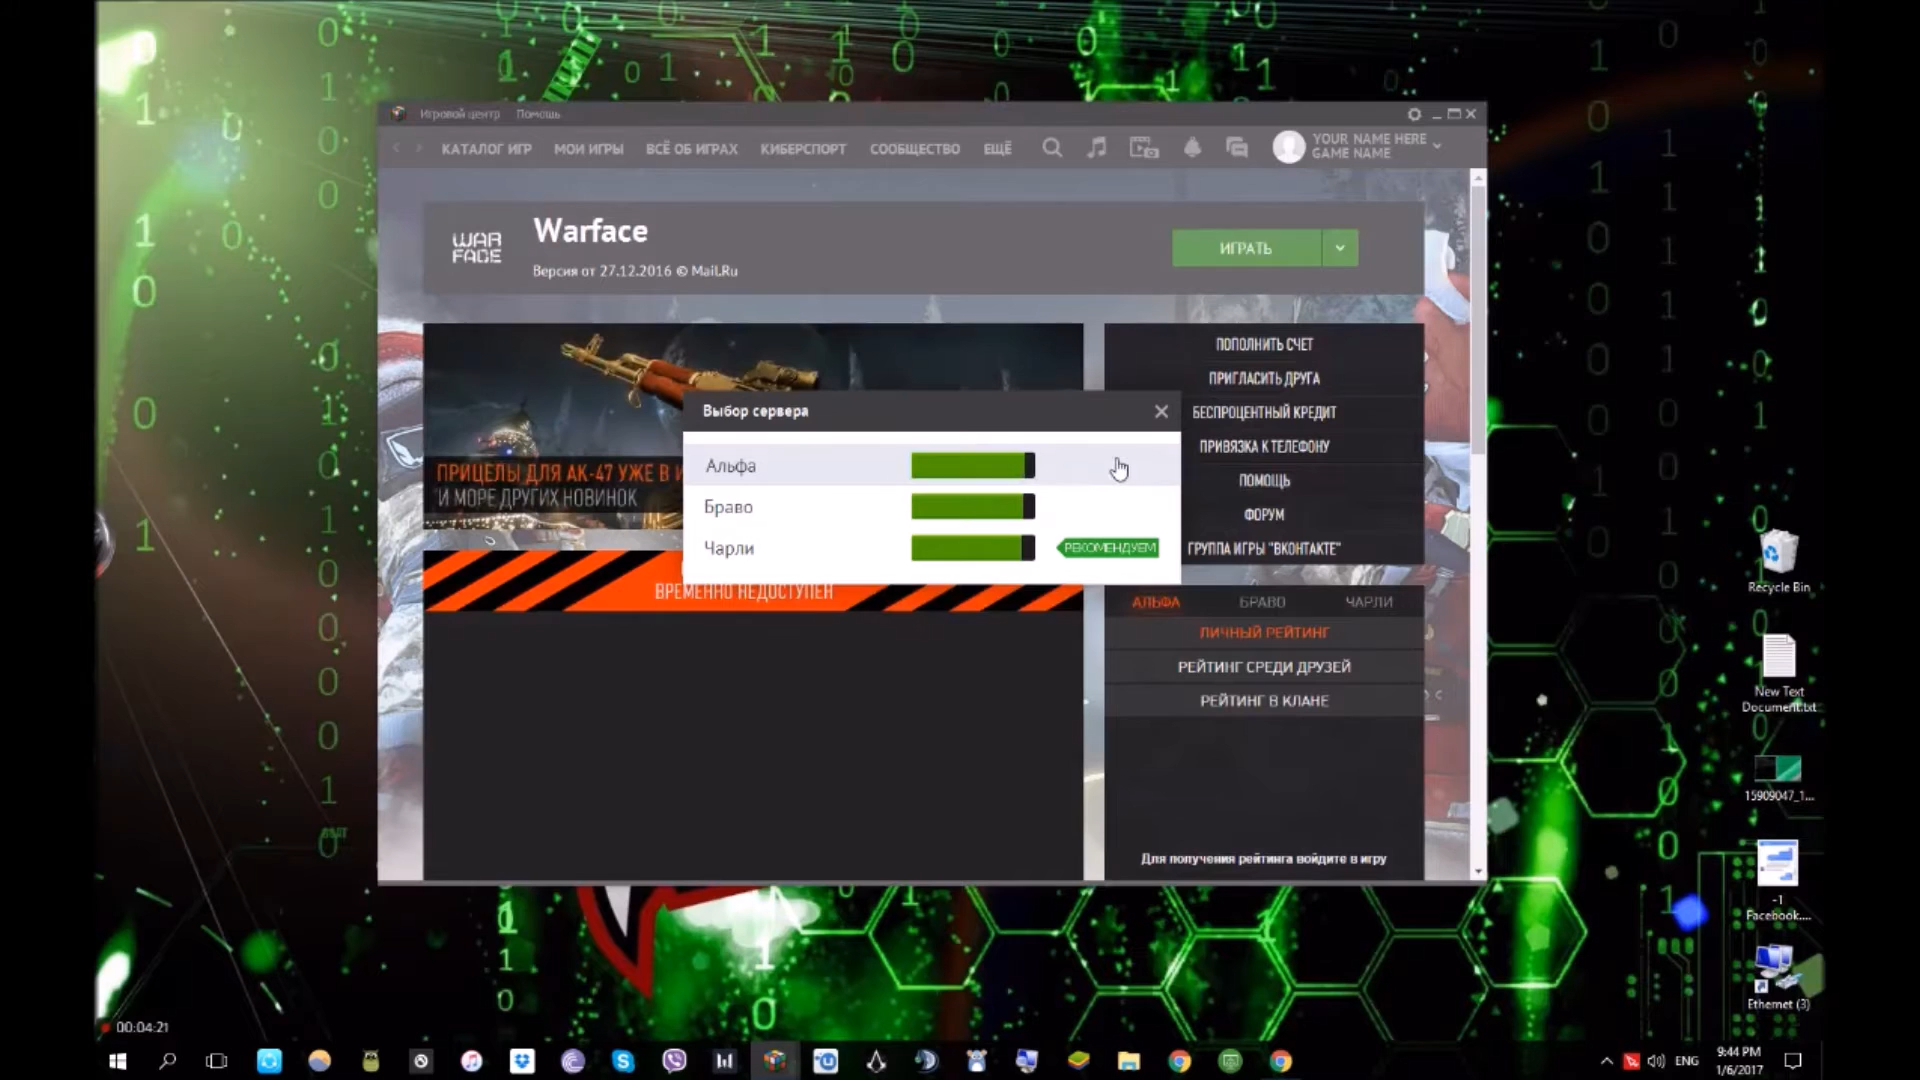 Игровой центр Помощь
КАТАЛОГ ИГР МОИ ИГРЫ ВСЁ ОБ ИГРАХ КИБЕРСПОРТ СООБЩЕСТВО ЕЩЁ
YOUR NAME HERE
GAME NAME
WAR
FACE
Warface
Версия от 27.12.2016 © Mail.Ru
ИГРАТЬ
ПРИЦЕЛЫ ДЛЯ АК-47 УЖЕ В И
И МОРЕ ДРУГИХ НОВИНОК
ВРЕМЕННО НЕДОСТУПЕН
Выбор сервера
Альфа
Браво
Чарли РЕКОМЕНДУЕМ
ПОПОЛНИТЬ СЧЕТ
ПРИГЛАСИТЬ ДРУГА
БЕСПРОЦЕНТНЫЙ КРЕДИТ
ПРИВЯЗКА К ТЕЛЕФОНУ
ПОМОЩЬ
ФОРУМ
ГРУППА ИГРЫ "ВКОНТАКТЕ"
АЛЬФА БРАВО ЧАРЛИ
ЛИЧНЫЙ РЕЙТИНГ
РЕЙТИНГ СРЕДИ ДРУЗЕЙ
РЕЙТИНГ В КЛАНЕ
Для получения рейтинга войдите в игру
Recycle Bin
New Text
Document.txt
15909047_1...
-1
Facebook....
Ethernet (3)
00:04:21
ENG
9:44 PM
1/6/2017